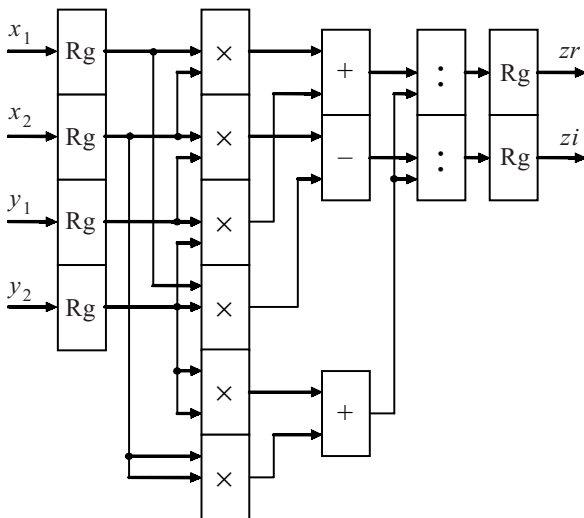 x1 Rg × + : Rg zr
x2 Rg × − : Rg zi
y1 Rg ×
y2 Rg ×
× +
×